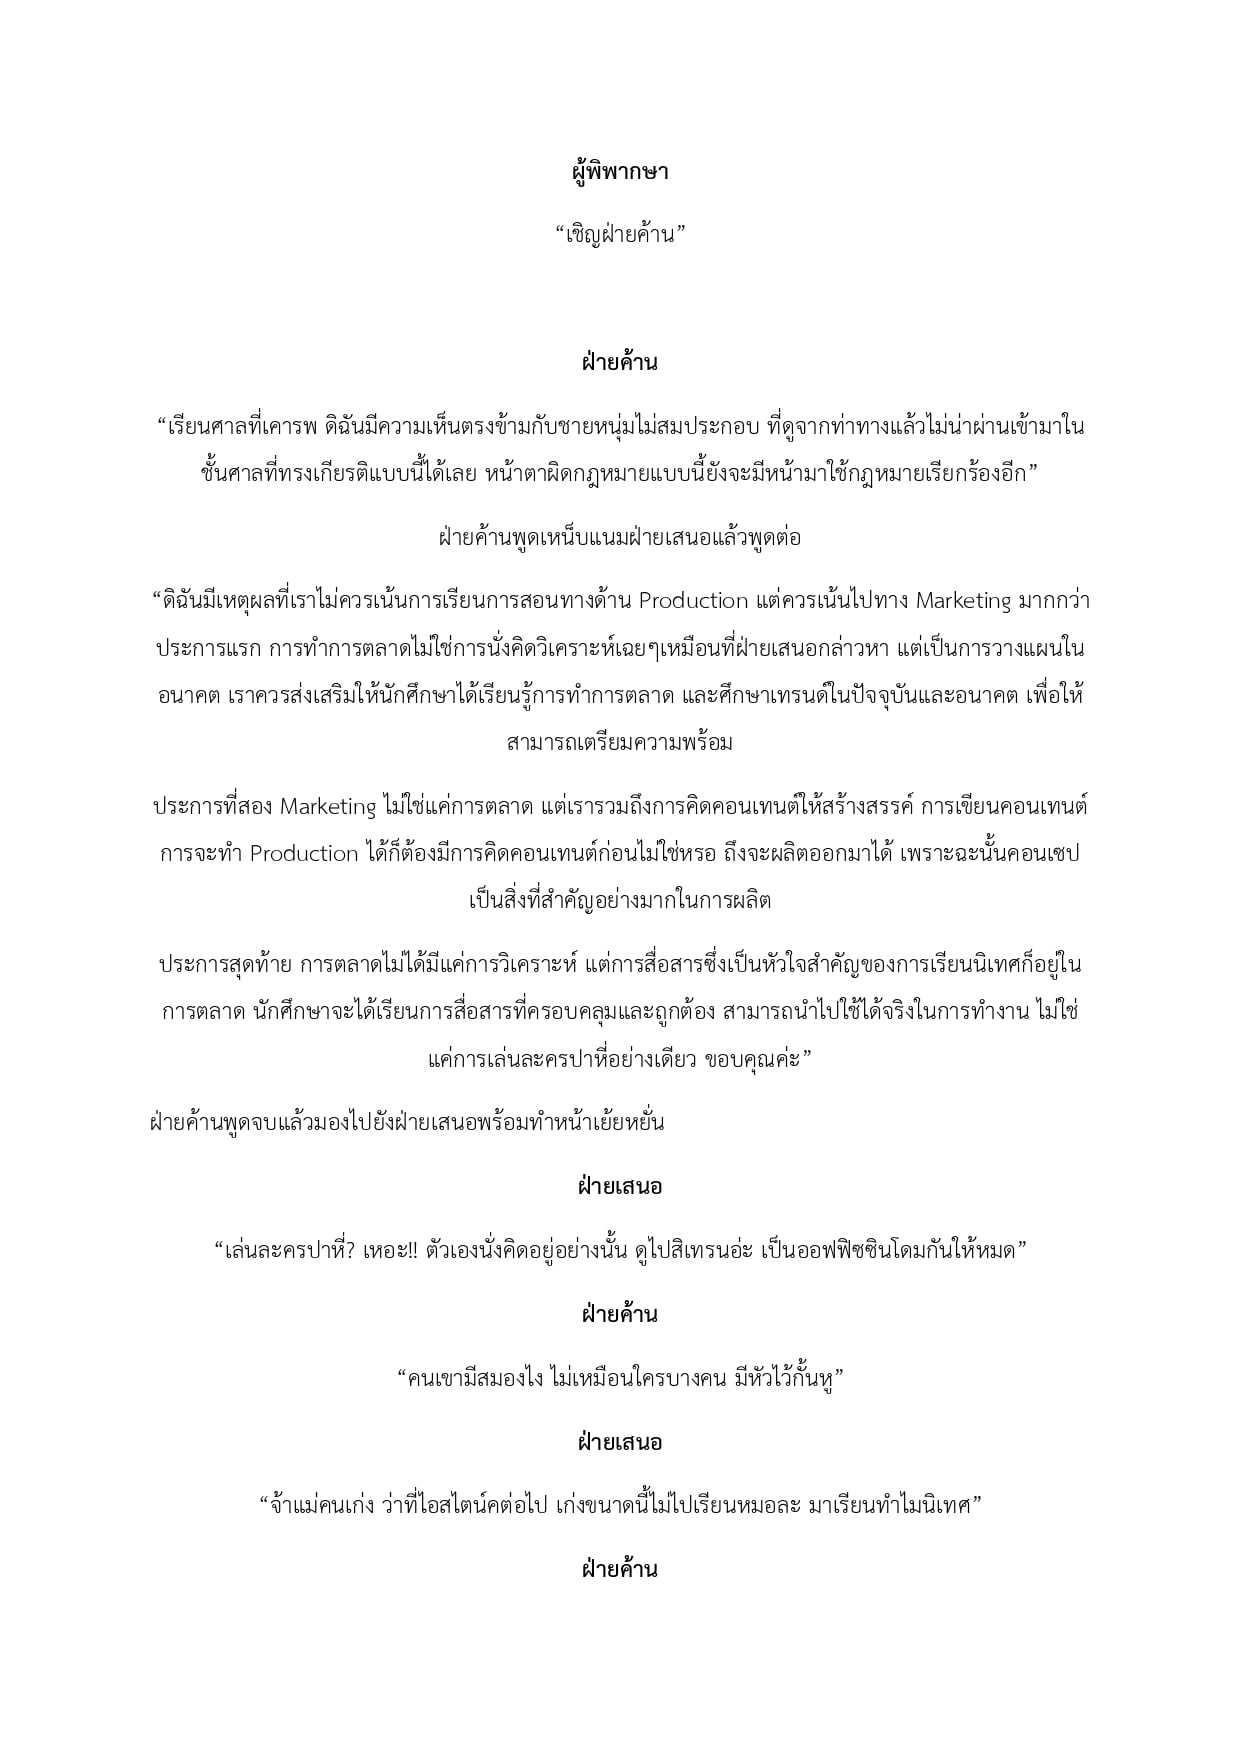 ผู้พิพากษา
“เชิญฝ่ายค้าน”
ฝ่ายค้าน
“เรียนศาลที่เคารพ ดิฉันมีความเห็นตรงข้ามกับชายหนุ่มไม่สมประกอบ ที่ดูจากท่าทางแล้วไม่น่าผ่านเข้ามาใน
ชั้นศาลที่ทรงเกียรติแบบนี้ได้เลย หน้าตาผิดกฎหมายแบบนี้ยังจะมีหน้ามาใช้กฎหมายเรียกร้องอีก”
ฝ่ายค้านพูดเหน็บแนมฝ่ายเสนอแล้วพูดต่อ
“ดิฉันมีเหตุผลที่เราไม่ควรเน้นการเรียนการสอนทางด้าน Production แต่ควรเน้นไปทาง Marketing มากกว่า
ประการแรก การทำการตลาดไม่ใช่การนั่งคิดวิเคราะห์เฉยๆเหมือนที่ฝ่ายเสนอกล่าวหา แต่เป็นการวางแผนใน
อนาคต เราควรส่งเสริมให้นักศึกษาได้เรียนรู้การทำการตลาด และศึกษาเทรนด์ในปัจจุบันและอนาคต เพื่อให้
สามารถเตรียมความพร้อม
ประการที่สอง Marketing ไม่ใช่แค่การตลาด แต่เรารวมถึงการคิดคอนเทนต์ให้สร้างสรรค์ การเขียนคอนเทนต์
การจะทำ Production ได้ก็ต้องมีการคิดคอนเทนต์ก่อนไม่ใช่หรอ ถึงจะผลิตออกมาได้ เพราะฉะนั้นคอนเซป
เป็นสิ่งที่สำคัญอย่างมากในการผลิต
ประการสุดท้าย การตลาดไม่ได้มีแค่การวิเคราะห์ แต่การสื่อสารซึ่งเป็นหัวใจสำคัญของการเรียนนิเทศก็อยู่ใน
การตลาด นักศึกษาจะได้เรียนการสื่อสารที่ครอบคลุมและถูกต้อง สามารถนำไปใช้ได้จริงในการทำงาน ไม่ใช่
แค่การเล่นละครปาหี่อย่างเดียว ขอบคุณค่ะ”
ฝ่ายค้านพูดจบแล้วมองไปยังฝ่ายเสนอพร้อมทำหน้าเย้ยหยั่น
ฝ่ายเสนอ
“เล่นละครปาหี่? เหอะ!! ตัวเองนั่งคิดอยู่อย่างนั้น ดูไปสิเทรนอ่ะ เป็นออฟฟิซซินโดมกันให้หมด”
ฝ่ายค้าน
“คนเขามีสมองไง ไม่เหมือนใครบางคน มีหัวไว้กั้นหู”
ฝ่ายเสนอ
“จ้าแม่คนเก่ง ว่าที่ไอสไตน์คต่อไป เก่งขนาดนี้ไม่ไปเรียนหมอละ มาเรียนทำไมนิเทศ”
ฝ่ายค้าน